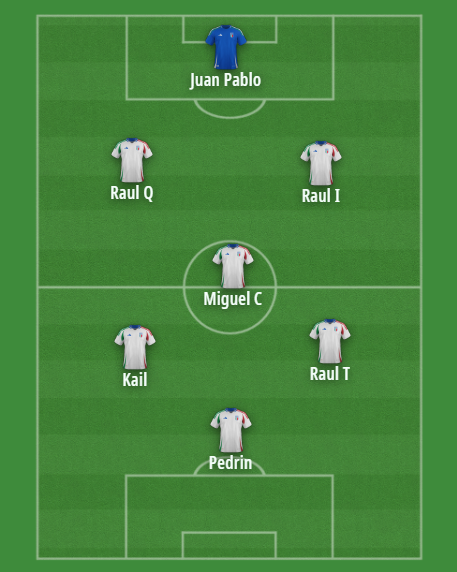 Juan Pablo
Raul Q
Raul I
Miguel C
Kail
Raul T
Pedrin